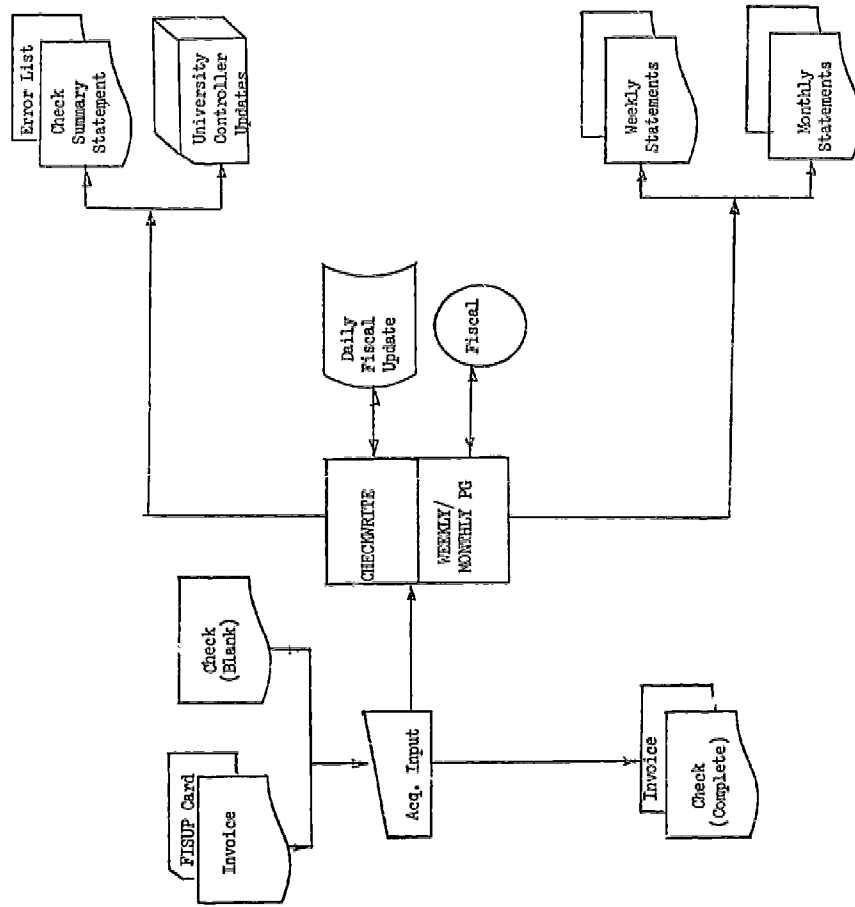 FISUP Card
Invoice
Check
(Blank)
Acq. Input
Invoice
Check
(Complete)
CHECKWRITE
WEEKLY/
MONTHLY PG
Daily
Fiscal
Update
Fiscal
Error List
Check
Summary
Statement
University
Controller
Updates
Weekly
Statements
Monthly
Statements